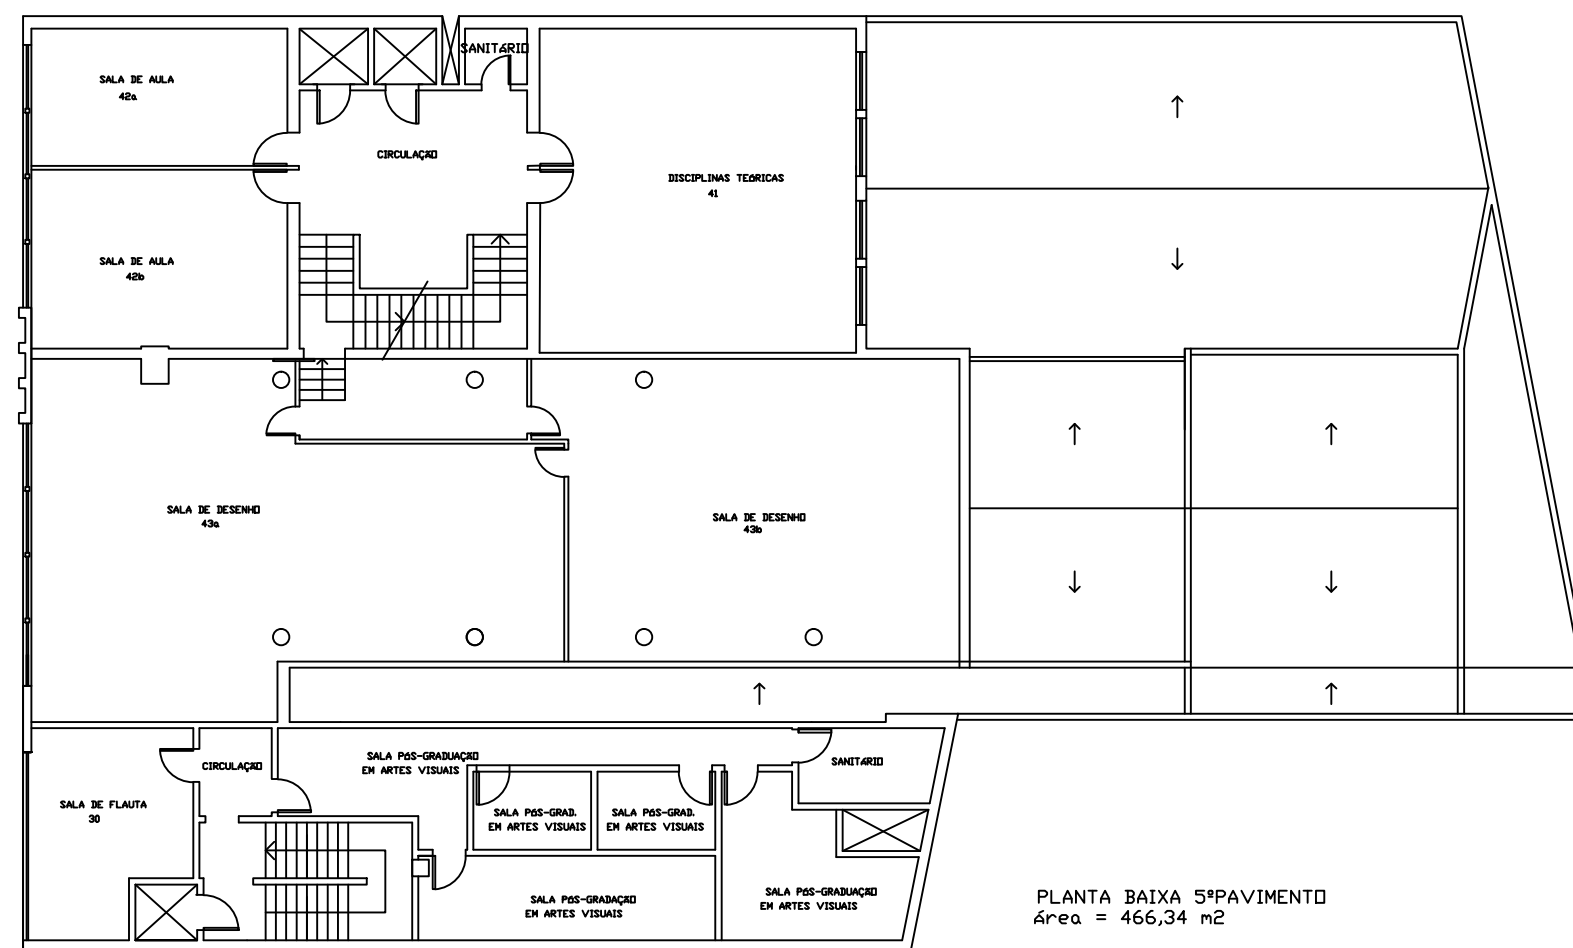 SANITáRIO
SALA DE AULA
42a
CIRCULAÇÃO
DISCIPLINAS TEóRICAS
41
SALA DE AULA
42b
SALA DE DESENHO
43a
SALA DE DESENHO
43b
SALA PóS-GRADUAÇÃO
EM ARTES VISUAIS
CIRCULAÇÃO
SANITáRIO
SALA DE FLAUTA
30
SALA PóS-GRAD.
EM ARTES VISUAIS
SALA PóS-GRAD.
EM ARTES VISUAIS
SALA PóS-GRADAÇÃO
EM ARTES VISUAIS
SALA PóS-GRADUAÇÃO
EM ARTES VISUAIS
PLANTA BAIXA 5ºPAVIMENTO
área = 466,34 m2